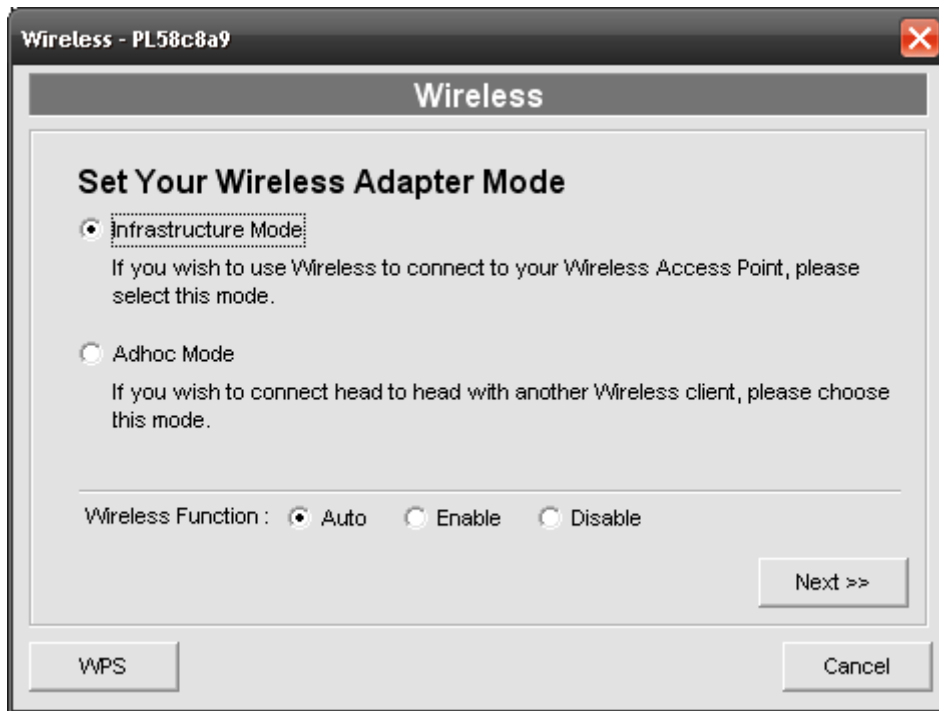 Wireless - PL58c8a9
Wireless
Set Your Wireless Adapter Mode
Infrastructure Mode
If you wish to use Wireless to connect to your Wireless Access Point, please
select this mode.
Adhoc Mode
If you wish to connect head to head with another Wireless client, please choose
this mode.
Wireless Function : Auto Enable Disable
Next >>
WPS Cancel